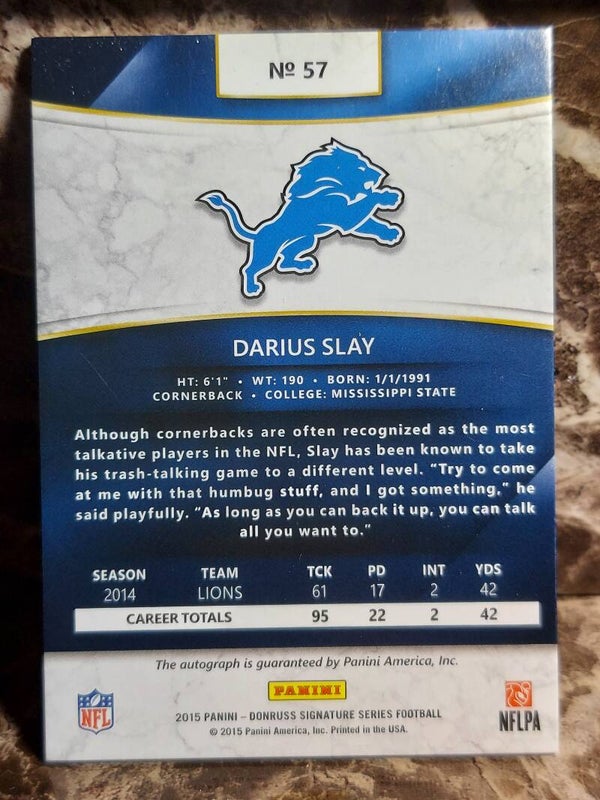 Nº 57
DARIUS SLAY
HT: 6'1" • WT: 190 • BORN: 1/1/1991
CORNERBACK • COLLEGE: MISSISSIPPI STATE
Although cornerbacks are often recognized as the most
talkative players in the NFL, Slay has been known to take
his trash-talking game to a different level. "Try to come
at me with that humbug stuff, and I got something," he
said playfully. "As long as you can back it up, you can talk
all you want to."
SEASON TEAM TCK PD INT YDS
2014 LIONS 61 17 2 42
CAREER TOTALS 95 22 2 42
The autograph is guaranteed by Panini America, Inc.
PANINI
NFL
2015 PANINI – DONRUSS SIGNATURE SERIES FOOTBALL
© 2015 Panini America, Inc. Printed in the USA.
NFLPA